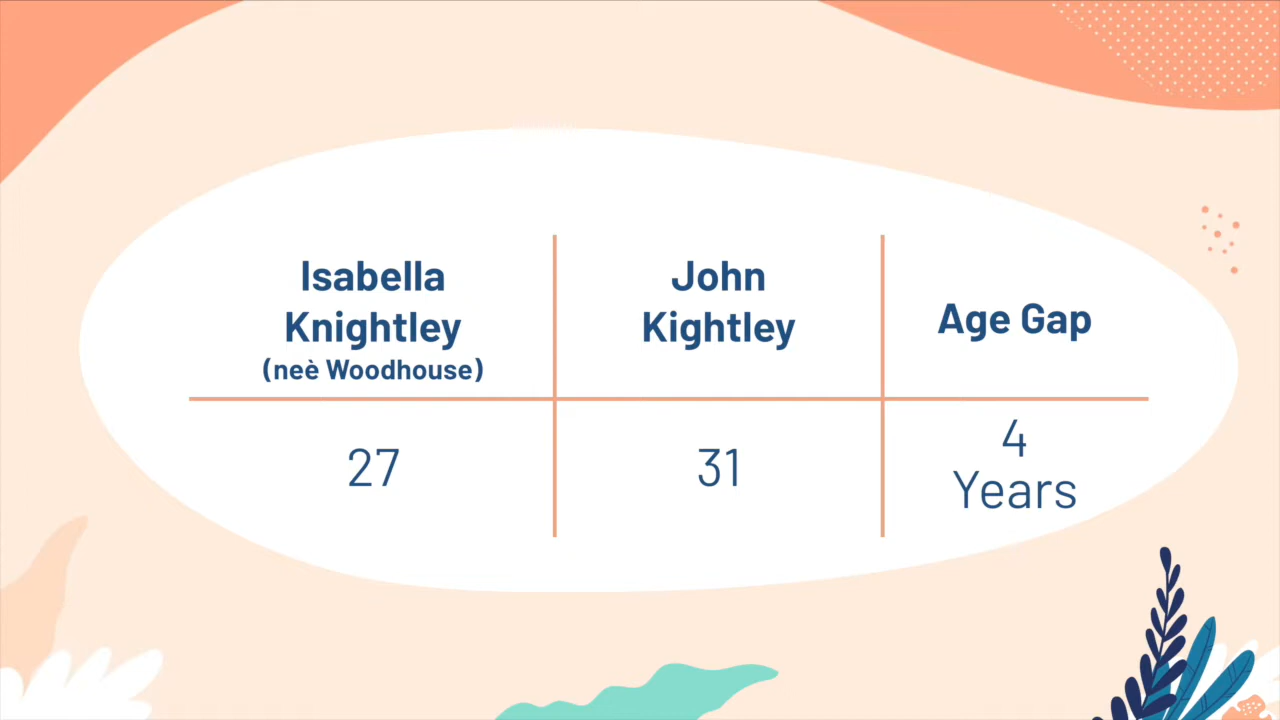 Isabella
Knightley
(neè Woodhouse)
John
Kightley
Age Gap
27
31
4
Years